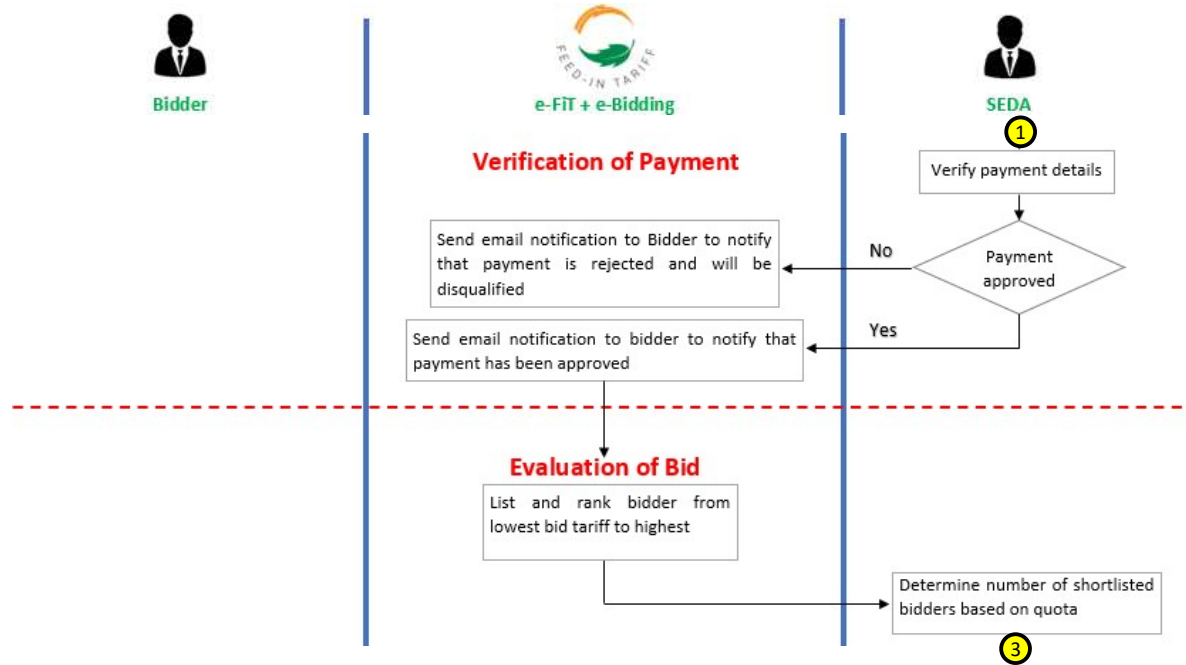 FEED-IN TARIFF
Bidder
e-FiT + e-Bidding
SEDA
1
Verification of Payment
Verify payment details
Send email notification to Bidder to notify
that payment is rejected and will be
disqualified
No
Payment
approved
Send email notification to bidder to notify that
payment has been approved
Yes
Evaluation of Bid
List and rank bidder from
lowest bid tariff to highest
Determine number of shortlisted
bidders based on quota
3